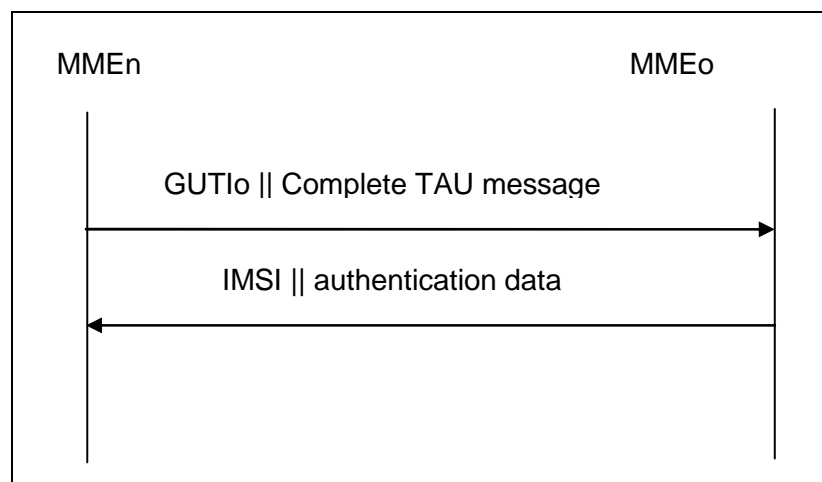 MMEn MMEo
GUTIo || Complete TAU message
IMSI || authentication data